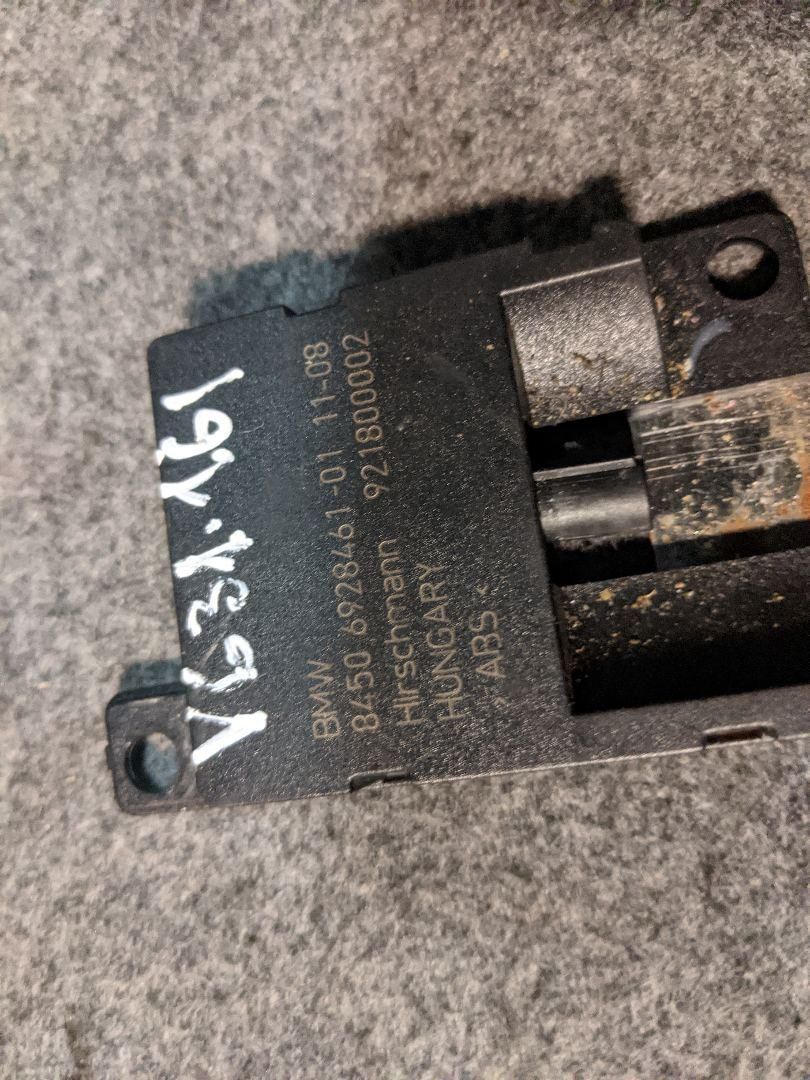 BMW
8450 6928461-01 11-08
Hirschmann 921800002
HUNGARY
>ABS<